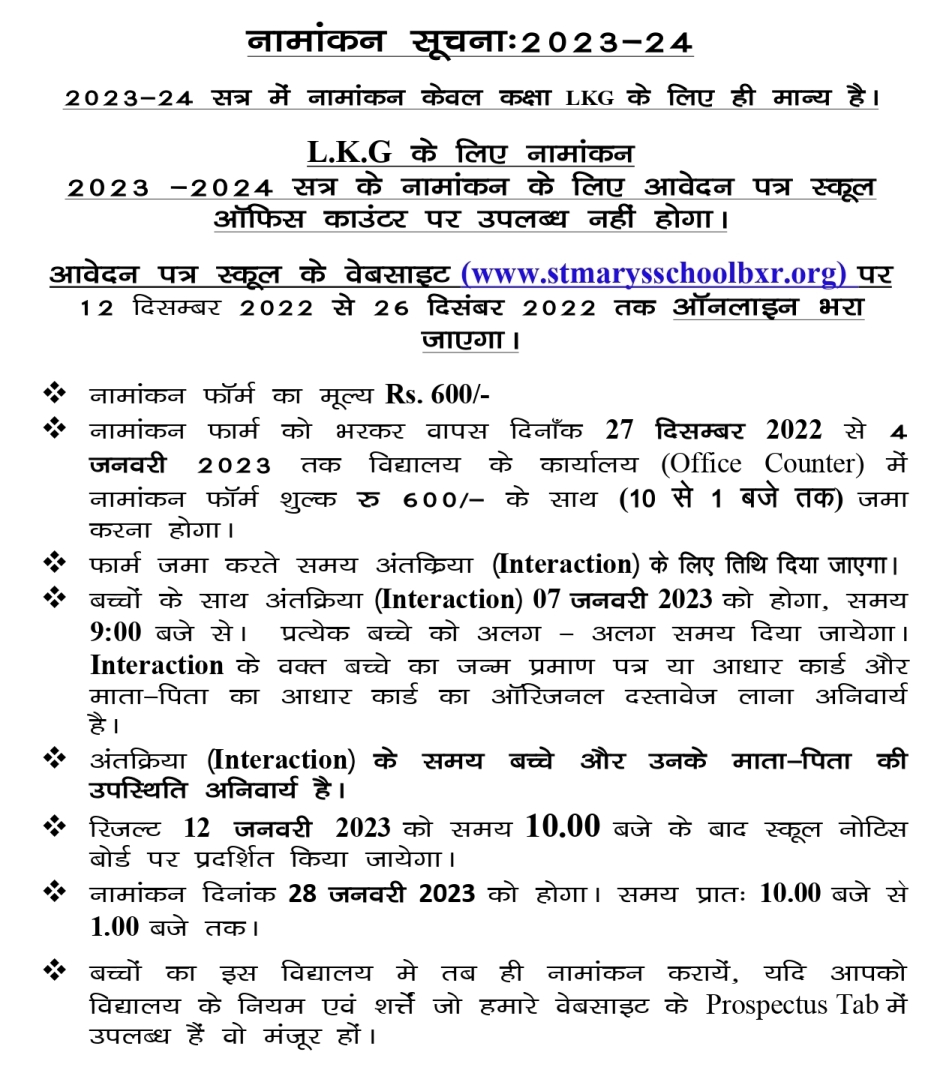 नामांकन सूचनाः2023–24
2023–24 सत्र में नामांकन केवल कक्षा LKG के लिए ही मान्य है।
L.K.G के लिए नामांकन
2023 –2024 सत्र के नामांकन के लिए आवेदन पत्र स्कूल
ऑफिस काउंटर पर उपलब्ध नहीं होगा।
आवेदन पत्र स्कूल के वेबसाइट (www.stmarysschoolbxr.org) पर
12 दिसम्बर 2022 से 26 दिसंबर 2022 तक ऑनलाइन भरा
जाएगा।
❖ नामांकन फॉर्म का मूल्य Rs. 600/-
❖ नामांकन फार्म को भरकर वापस दिनाँक 27 दिसम्बर 2022 से 4
जनवरी 2023 तक विद्यालय के कार्यालय (Office Counter) में
नामांकन फॉर्म शुल्क रु 600/– के साथ (10 से 1 बजे तक) जमा
करना होगा।
❖ फार्म जमा करते समय अंतक्रिया (Interaction) के लिए तिथि दिया जाएगा।
❖ बच्चों के साथ अंतक्रिया (Interaction) 07 जनवरी 2023 को होगा, समय
9:00 बजे से। प्रत्येक बच्चे को अलग – अलग समय दिया जायेगा।
Interaction के वक्त बच्चे का जन्म प्रमाण पत्र या आधार कार्ड और
माता–पिता का आधार कार्ड का ऑरिजनल दस्तावेज लाना अनिवार्य
है।
❖ अंतक्रिया (Interaction) के समय बच्चे और उनके माता–पिता की
उपस्थिति अनिवार्य है।
❖ रिजल्ट 12 जनवरी 2023 को समय 10.00 बजे के बाद स्कूल नोटिस
बोर्ड पर प्रदर्शित किया जायेगा।
❖ नामांकन दिनांक 28 जनवरी 2023 को होगा। समय प्रातः 10.00 बजे से
1.00 बजे तक।
❖ बच्चों का इस विद्यालय मे तब ही नामांकन करायें, यदि आपको
विद्यालय के नियम एवं शर्त्ते जो हमारे वेबसाइट के Prospectus Tab में
उपलब्ध हैं वो मंजूर हों।